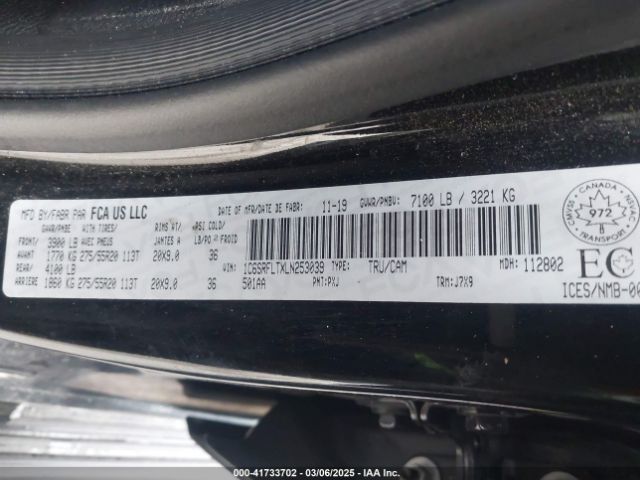 MFD BY/FABR PAR FCA US LLC DATE OF MFR/DATE DE FABR: 11-19 GVWR/PNBV: 7100 LB / 3221 KG
GAWR/PNBE: WITH TIRES/ RIMS AT/ PSI COLD/
FRONT/ 3900 LB AVEC PNEUS JANTES A LB/PO FROID
AVANT 1770 KG 275/55R20 113T 20X9.0 36
REAR/ 4100 LB
ARRIERE 1860 KG 275/55R20 113T 20X9.0 36
VIN: 1C6SRFLTXLN253039 TYPE: TRU/CAM MDH: 112802
501AA PNT: PXJ TRM: J7X9
CANADA
CMVSS 972 NSVAC
TRANSPORT
EC
ICES/NMB-00
000-41733702 - 03/06/2025 - IAA Inc.